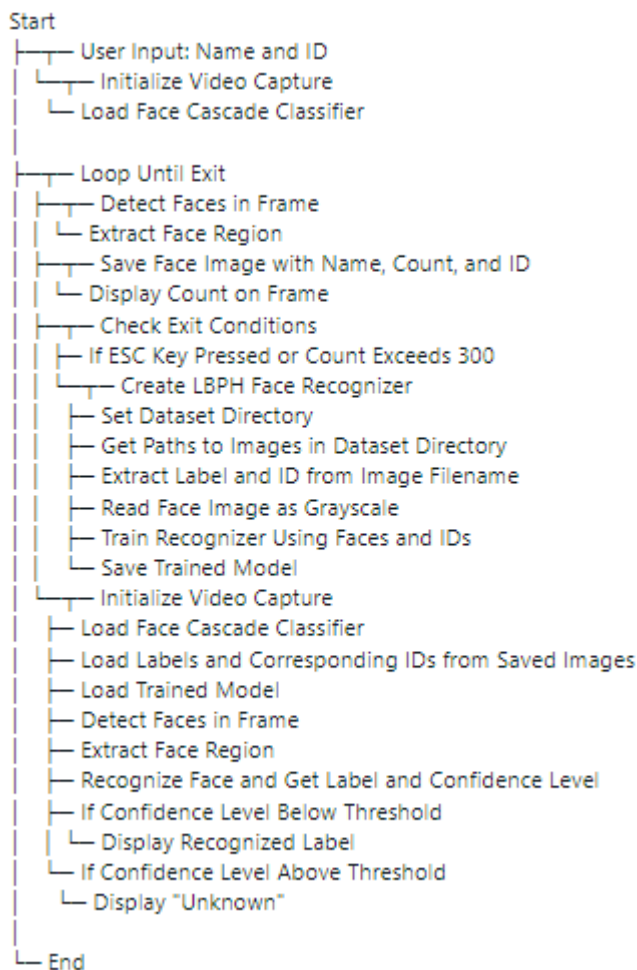 Start
├─┬─ User Input: Name and ID
│ └─┬─ Initialize Video Capture
│   └─ Load Face Cascade Classifier
│
├─┬─ Loop Until Exit
│ ├─┬─ Detect Faces in Frame
│ │ └─ Extract Face Region
│ ├─┬─ Save Face Image with Name, Count, and ID
│ │ └─ Display Count on Frame
│ ├─┬─ Check Exit Conditions
│ │ ├─ If ESC Key Pressed or Count Exceeds 300
│ │ └─┬─ Create LBPH Face Recognizer
│ │   ├─ Set Dataset Directory
│ │   ├─ Get Paths to Images in Dataset Directory
│ │   ├─ Extract Label and ID from Image Filename
│ │   ├─ Read Face Image as Grayscale
│ │   ├─ Train Recognizer Using Faces and IDs
│ │   └─ Save Trained Model
│ └─┬─ Initialize Video Capture
│   ├─ Load Face Cascade Classifier
│   ├─ Load Labels and Corresponding IDs from Saved Images
│   ├─ Load Trained Model
│   ├─ Detect Faces in Frame
│   ├─ Extract Face Region
│   ├─ Recognize Face and Get Label and Confidence Level
│   ├─ If Confidence Level Below Threshold
│   │ └─ Display Recognized Label
│   └─ If Confidence Level Above Threshold
│     └─ Display "Unknown"
│
└─ End